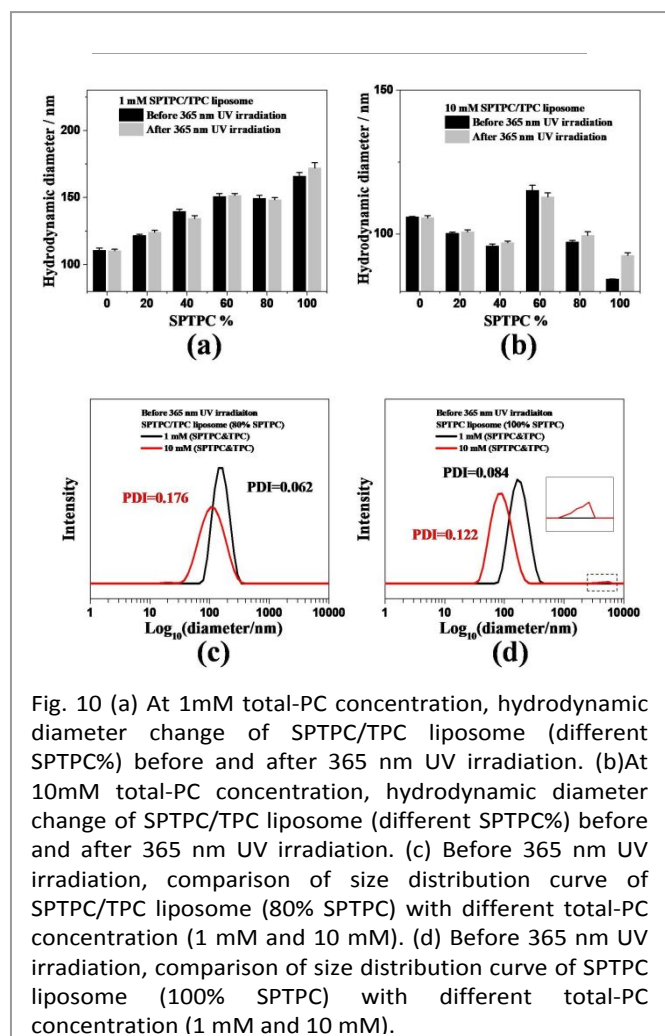 1 mM SPTPC/TPC liposome
Before 365 nm UV irradiation
After 365 nm UV irradiation
Hydrodynamic diameter / nm
200
150
100
0 20 40 60 80 100
SPTPC %
(a)
10 mM SPTPC/TPC liposome
Before 365 nm UV irradiation
After 365 nm UV irradiation
Hydrodynamic diameter / nm
150
100
0 20 40 60 80 100
SPTPC %
(b)
Before 365 nm UV irradiaiton
SPTPC/TPC liposome (80% SPTPC)
1 mM (SPTPC&TPC)
10 mM (SPTPC&TPC)
PDI=0.176
PDI=0.062
Intensity
1 10 100 1000 10000
Log10(diameter/nm)
(c)
Before 365 nm UV irradiaiton
SPTPC liposome (100% SPTPC)
1 mM (SPTPC&TPC)
10 mM (SPTPC&TPC)
PDI=0.084
PDI=0.122
Intensity
1 10 100 1000 10000
Log10(diameter/nm)
(d)
Fig. 10 (a) At 1mM total-PC concentration, hydrodynamic
diameter change of SPTPC/TPC liposome (different
SPTPC%) before and after 365 nm UV irradiation. (b)At
10mM total-PC concentration, hydrodynamic diameter
change of SPTPC/TPC liposome (different SPTPC%) before
and after 365 nm UV irradiation. (c) Before 365 nm UV
irradiation, comparison of size distribution curve of
SPTPC/TPC liposome (80% SPTPC) with different total-PC
concentration (1 mM and 10 mM). (d) Before 365 nm UV
irradiation, comparison of size distribution curve of SPTPC
liposome (100% SPTPC) with different total-PC
concentration (1 mM and 10 mM).